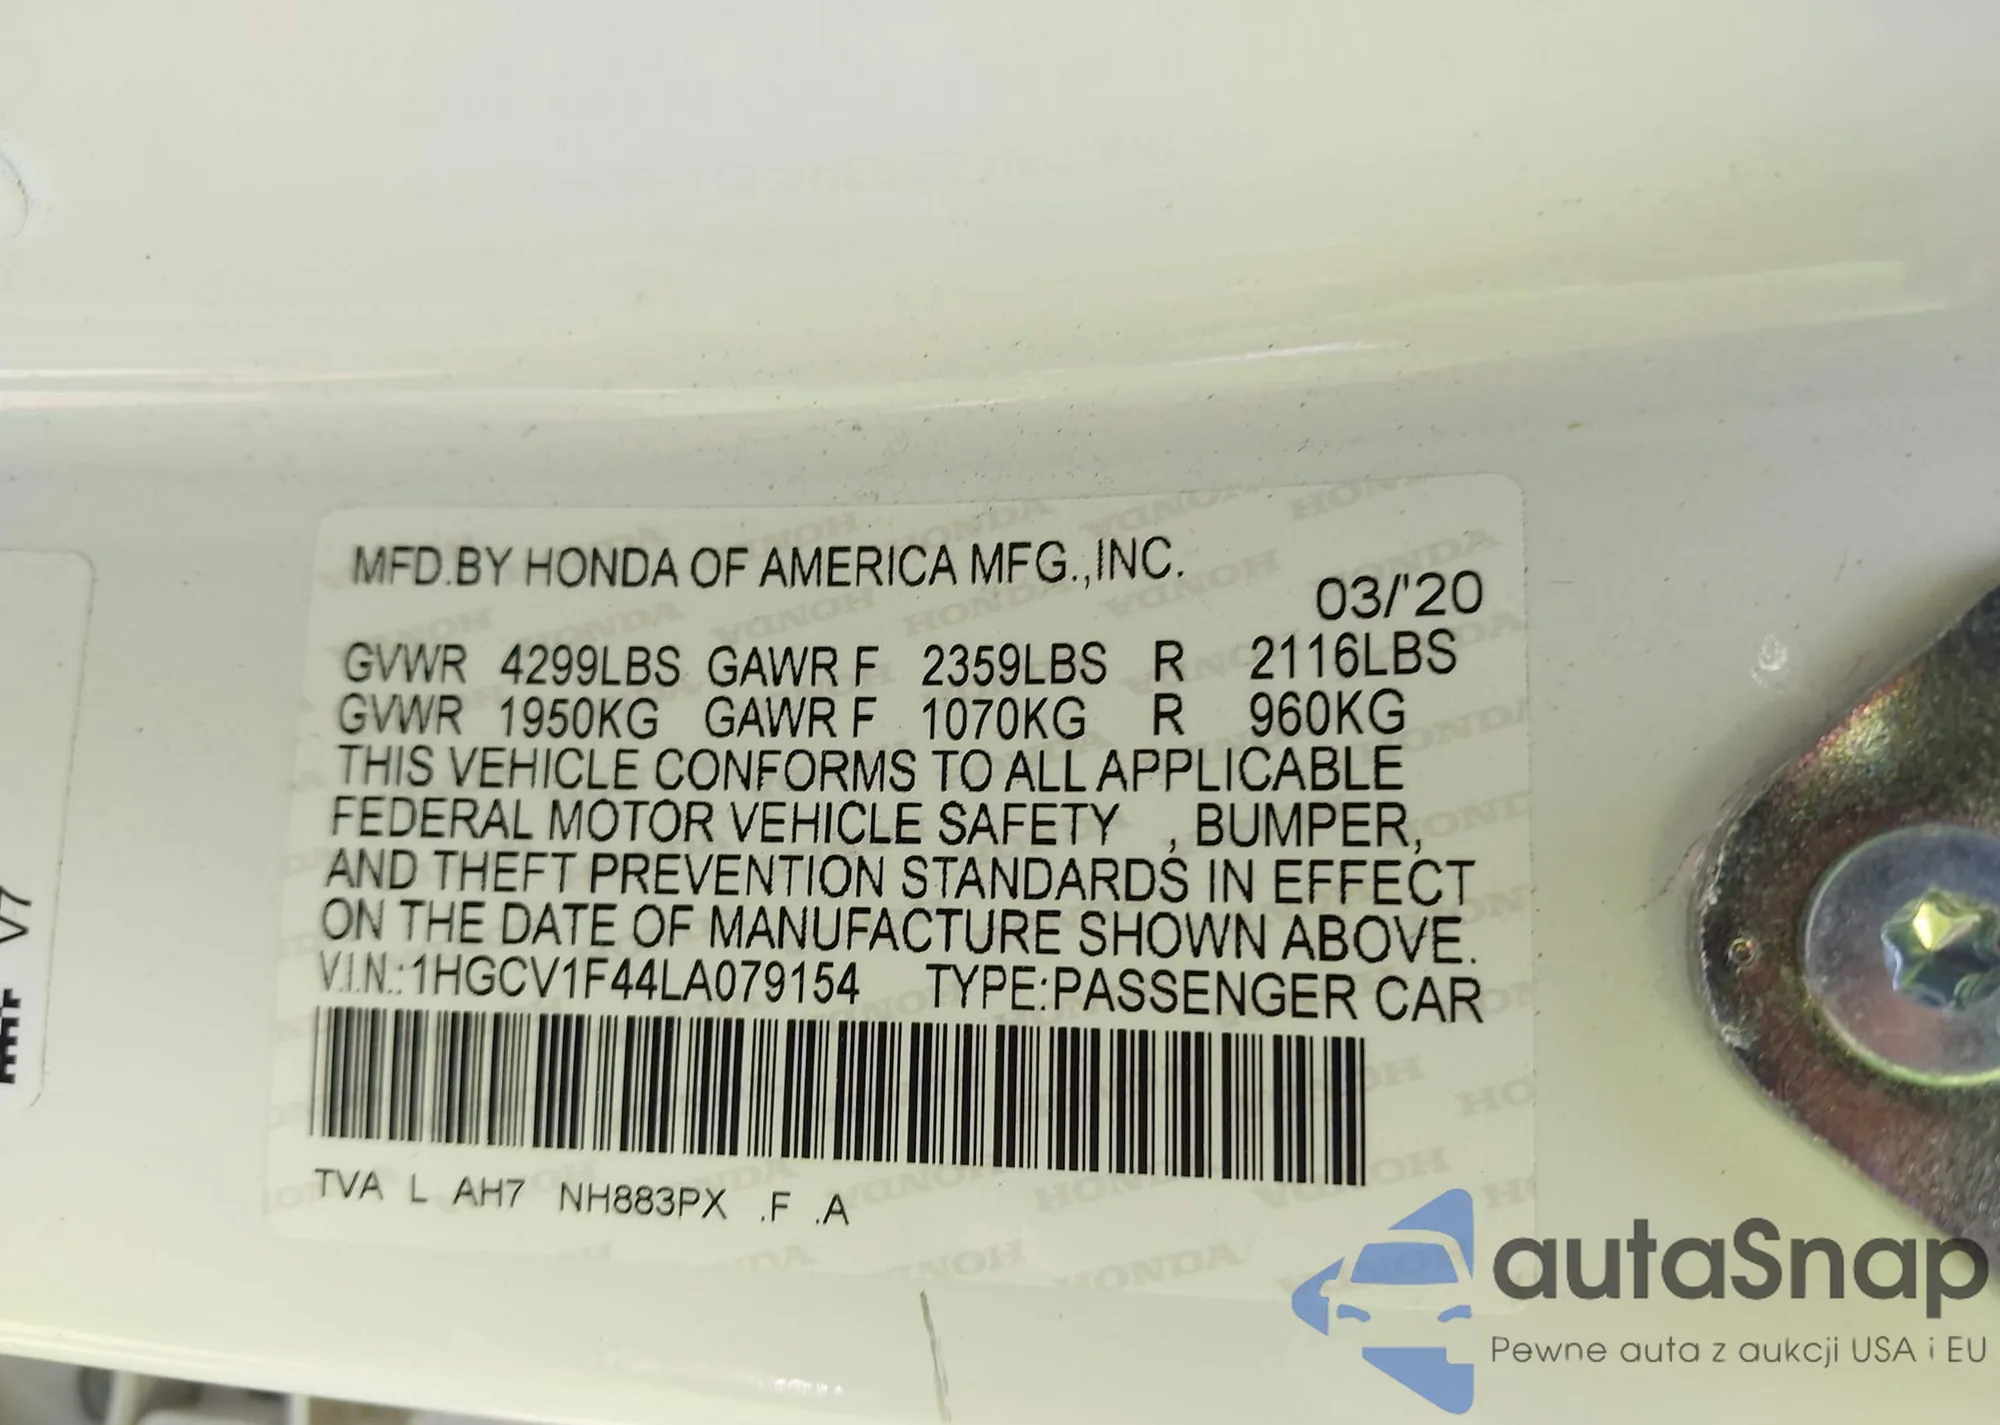 MFD.BY HONDA OF AMERICA MFG.,INC.
03/'20
GVWR 4299LBS GAWR F 2359LBS R 2116LBS
GVWR 1950KG GAWR F 1070KG R 960KG
THIS VEHICLE CONFORMS TO ALL APPLICABLE
FEDERAL MOTOR VEHICLE SAFETY , BUMPER,
AND THEFT PREVENTION STANDARDS IN EFFECT
ON THE DATE OF MANUFACTURE SHOWN ABOVE.
V.I.N.:1HGCV1F44LA079154 TYPE:PASSENGER CAR
TVA L AH7 NH883PX .F .A
V7
autaSnap
Pewne auta z aukcji USA i EU